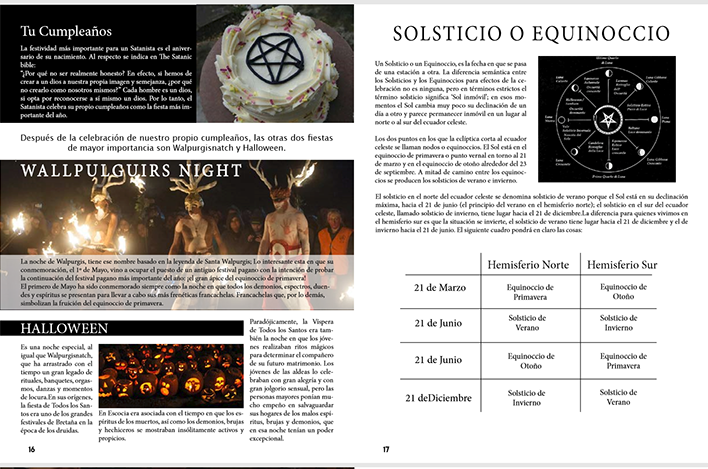 Tu Cumpleaños
La festividad más importante para un Satanista es el aniver-
sario de su nacimiento. Al respecto se indica en The Satanic
bible:
"¿Por qué no ser realmente honesto? En efecto, si hemos de
crear a un dios a nuestra propia imagen y semejanza, ¿por qué
no crearlo como nosotros mismos?" Cada hombre es un dios,
si opta por reconocerse a sí mismo un dios. Por lo tanto, el
Satanista celebra su propio cumpleaños como la fiesta más im-
portante del año.
Después de la celebración de nuestro propio cumpleaños, las otras dos fiestas
de mayor importancia son Walpurgisnatch y Halloween.
WALLPULGUIRS NIGHT
La noche de Walpurgis, tiene ese nombre basado en la leyenda de Santa Walpurgis; Lo interesante esta en que su
conmemoración, el 1º de Mayo, vino a ocupar el puesto de un antiguo festival pagano con la intención de probar
la continuación del festival pagano más importante del año: ¡el gran ápice del equinoccio de primavera!
El primero de Mayo ha sido conmemorado siempre como la noche en que todos los demonios, espectros, duen-
des y espíritus se presentan para llevar a cabo sus más frenéticas francachelas. Francachelas que, por lo demás,
simbolizan la fruición del equinoccio de primavera.
HALLOWEEN
Es una noche especial, al
igual que Walpurgisnatch,
que ha arrastrado con el
tiempo un gran legado de
rituales, banquetes, orgas-
mos, danzas y momentos
de locura.En sus orígenes,
la fiesta de Todos los San-
tos era uno de los grandes
festivales de Bretaña en la
época de los druidas.
En Escocia era asociada con el tiempo en que los es-
píritus de los muertos, así como los demonios, brujas
y hechiceros se mostraban insólitamente activos y
propicios.
Paradójicamente, la Víspera
de Todos los Santos era tam-
bién la noche en que los jóve-
nes realizaban ritos mágicos
para determinar el compañero
de su futuro matrimonio. Los
jóvenes de las aldeas lo cele-
braban con gran alegría y con
gran jolgorio sensual, pero las
personas mayores ponían mu-
cho empeño en salvaguardar
sus hogares de los malos espí-
ritus, brujas y demonios, que
en esa noche tenían un poder
excepcional.
16
SOLSTICIO O EQUINOCCIO
Un Solsticio o un Equinoccio, es la fecha en que se pasa
de una estación a otra. La diferencia semántica entre
los Solsticios y los Equinoccios para efectos de la cele-
bración no es ninguna, pero en términos estrictos el
término solsticio significa 'Sol inmóvil'; en esos mo-
mentos el Sol cambia muy poco su declinación de un
día a otro y parece permanecer inmóvil en un lugar al
norte o al sur del ecuador celeste.
Los dos puntos en los que la eclíptica corta al ecuador
celeste se llaman nodos o equinoccios. El Sol está en el
equinoccio de primavera o punto vernal en torno al 21
de marzo y en el equinoccio de otoño alrededor del 23
de septiembre. A mitad de camino entre los equinoc-
cios se producen los solsticios de verano e invierno.
El solsticio en el norte del ecuador celeste se denomina solsticio de verano porque el Sol está en su declinación
máxima, hacia el 21 de junio (el principio del verano en el hemisferio norte); el solsticio en el sur del ecuador
celeste, llamado solsticio de invierno, tiene lugar hacia el 21 de diciembre.La diferencia para quienes vivimos en
el hemisferio sur es que la situación se invierte, el solsticio de verano tiene lugar hacia el 21 de diciembre y el de
invierno hacia el 21 de junio. El siguiente cuadro pondrá en claro las cosas:
Hemisferio Norte Hemisferio Sur
21 de Marzo Equinoccio de Primavera Equinoccio de Otoño
21 de Junio Solsticio de Verano Solsticio de Invierno
21 de Junio Equinoccio de Otoño Equinoccio de Primavera
21 deDiciembre Solsticio de Invierno Solsticio de Verano
17